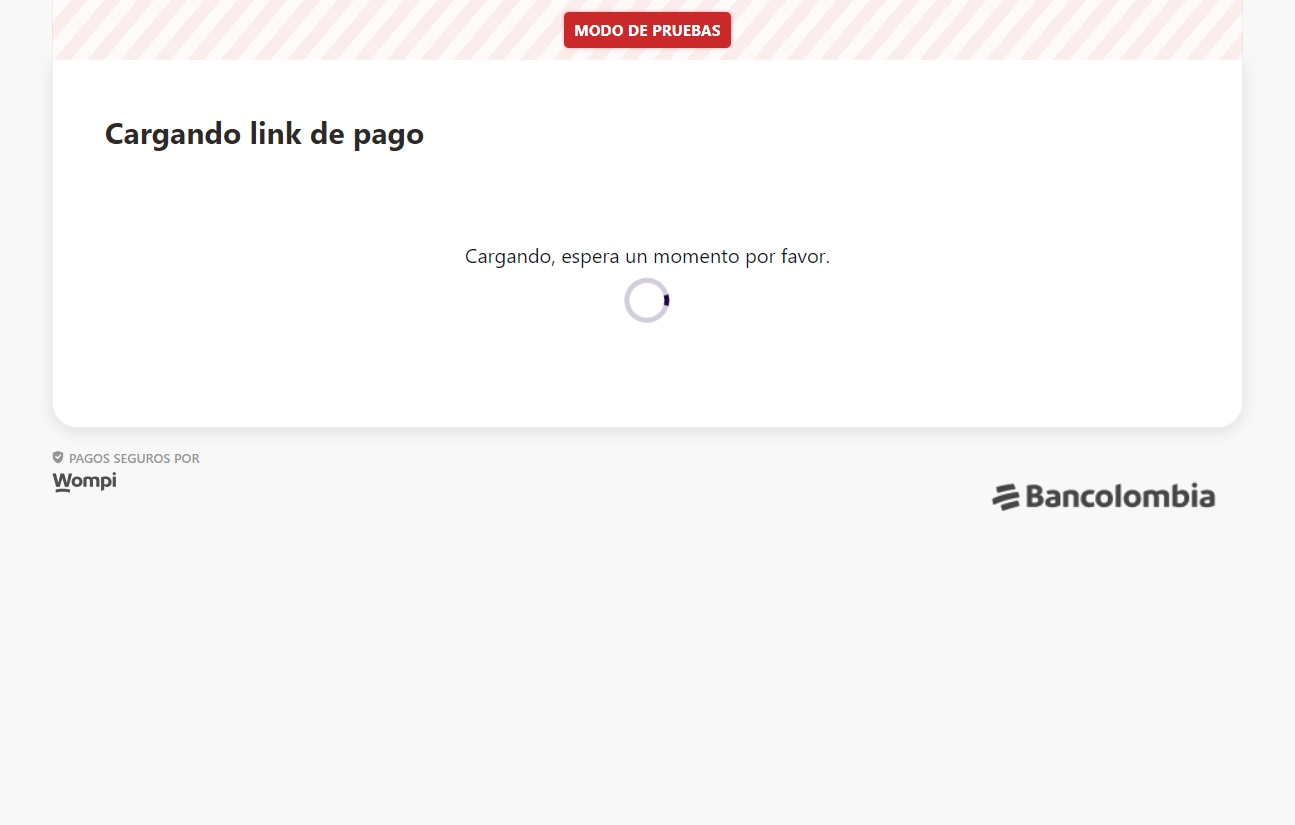 MODO DE PRUEBAS
Cargando link de pago
Cargando, espera un momento por favor.
PAGOS SEGUROS POR
Wompi
Bancolombia